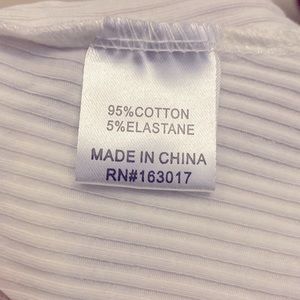 95%COTTON
5%ELASTANE
MADE IN CHINA
RN#163017